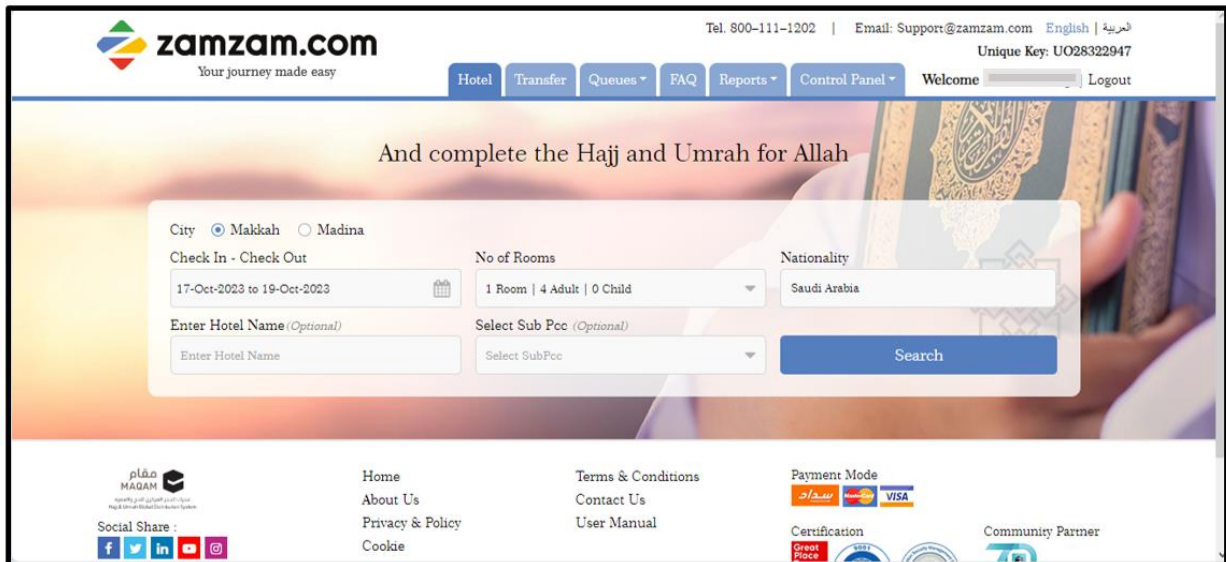 zamzam.com
Your journey made easy
Tel. 800-111-1202 | Email: Support@zamzam.com English | العربية
Unique Key: UO28322947
Hotel Transfer Queues FAQ Reports Control Panel Welcome Logout
And complete the Hajj and Umrah for Allah
City Makkah Madina
Check In - Check Out No of Rooms Nationality
17-Oct-2023 to 19-Oct-2023 1 Room | 4 Adult | 0 Child Saudi Arabia
Enter Hotel Name (Optional) Select Sub Pcc (Optional)
Enter Hotel Name Select SubPcc Search
مقام
MAQAM
Home Terms & Conditions Payment Mode
سداد MasterCard VISA
About Us Contact Us
Privacy & Policy User Manual
Social Share :
Certification Community Partner
Cookie
Great
Place